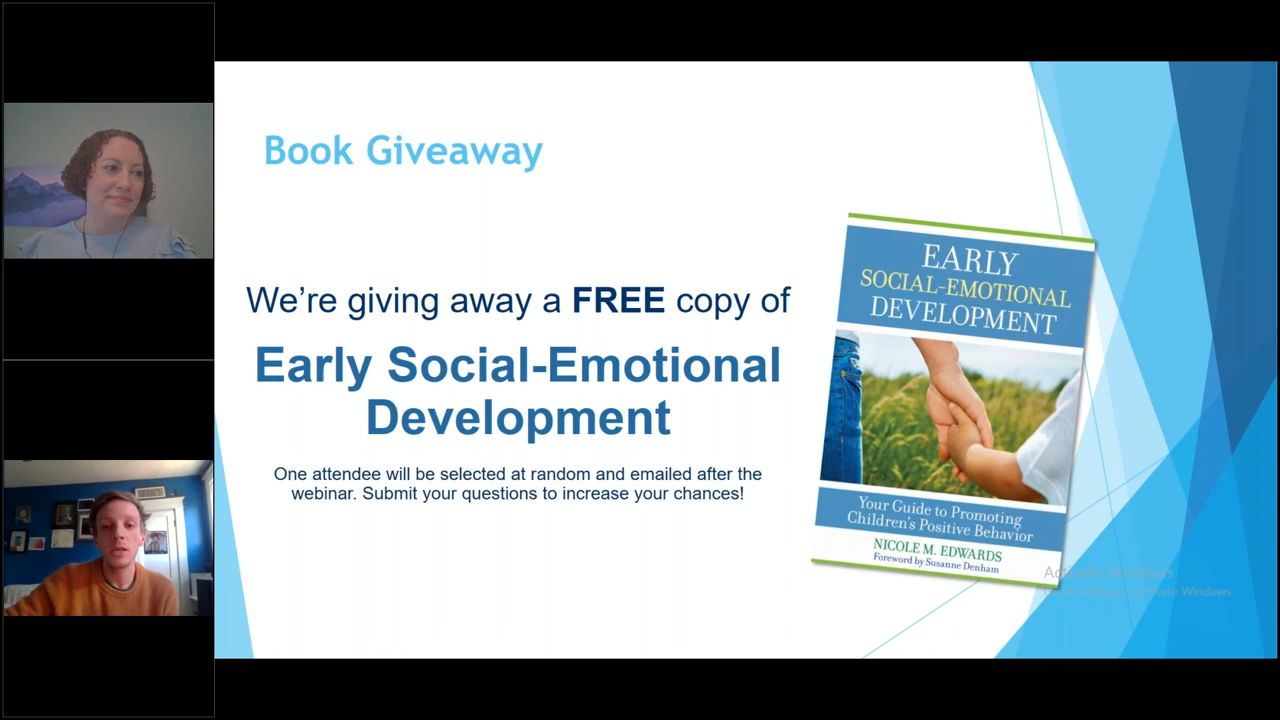 Book Giveaway
We're giving away a FREE copy of
Early Social-Emotional
Development
One attendee will be selected at random and emailed after the
webinar. Submit your questions to increase your chances!
EARLY
SOCIAL-EMOTIONAL
DEVELOPMENT
Your Guide to Promoting
Children's Positive Behavior
NICOLE M. EDWARDS
Foreword by Susanne Denham
Activate Windows